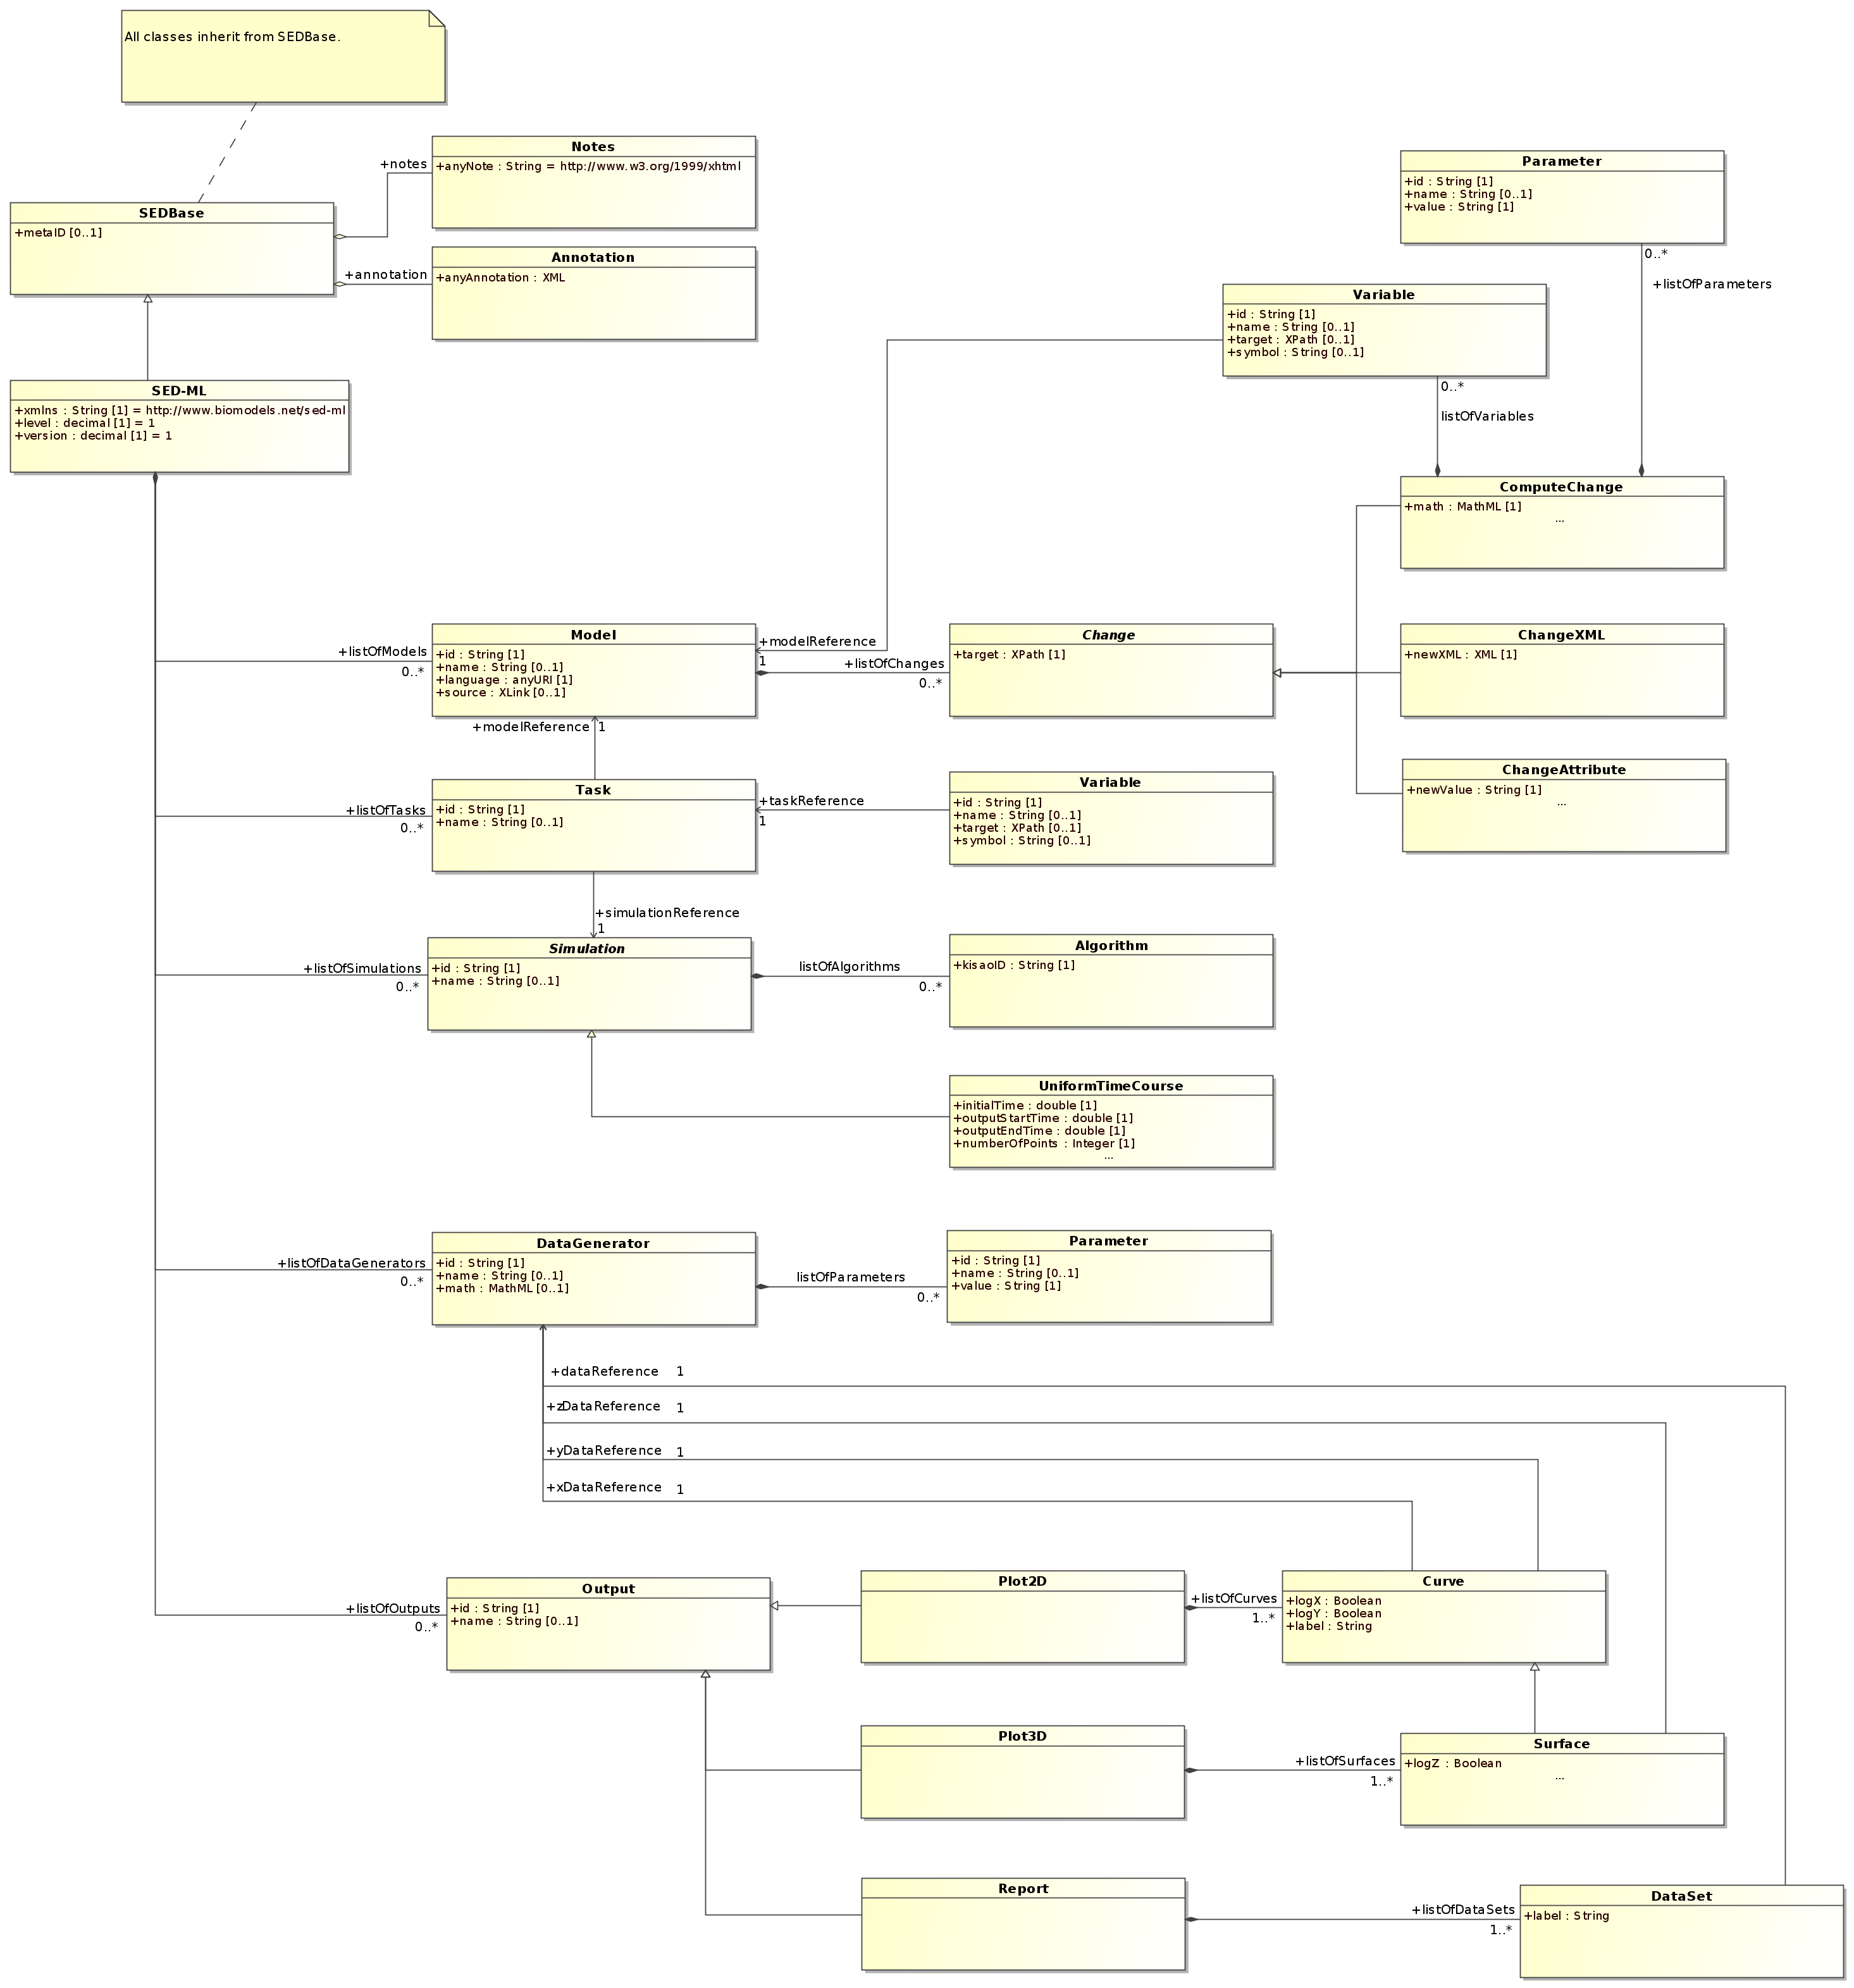 All classes inherit from SEDBase.
Notes
+anyNote : String = http://www.w3.org/1999/xhtml
+notes
SEDBase
+metaID [0..1]
Annotation
+anyAnnotation : XML
+annotation
Parameter
+id : String [1]
+name : String [0..1]
+value : String [1]
0..*
+listOfParameters
Variable
+id : String [1]
+name : String [0..1]
+target : XPath [0..1]
+symbol : String [0..1]
0..*
listOfVariables
SED-ML
+xmlns : String [1] = http://www.biomodels.net/sed-ml
+level : decimal [1] = 1
+version : decimal [1] = 1
ComputeChange
+math : MathML [1]
...
+listOfModels
0..*
Model
+id : String [1]
+name : String [0..1]
+language : anyURI [1]
+source : XLink [0..1]
+modelReference
1
+listOfChanges
0..*
Change
+target : XPath [1]
ChangeXML
+newXML : XML [1]
+modelReference
1
ChangeAttribute
+newValue : String [1]
...
+listOfTasks
0..*
Task
+id : String [1]
+name : String [0..1]
+taskReference
1
Variable
+id : String [1]
+name : String [0..1]
+target : XPath [0..1]
+symbol : String [0..1]
+simulationReference
1
+listOfSimulations
0..*
Simulation
+id : String [1]
+name : String [0..1]
listOfAlgorithms
0..*
Algorithm
+kisaoID : String [1]
UniformTimeCourse
+initialTime : double [1]
+outputStartTime : double [1]
+outputEndTime : double [1]
+numberOfPoints : Integer [1]
...
+listOfDataGenerators
0..*
DataGenerator
+id : String [1]
+name : String [0..1]
+math : MathML [0..1]
listOfParameters
0..*
Parameter
+id : String [1]
+name : String [0..1]
+value : String [1]
+dataReference 1
+zDataReference 1
+yDataReference 1
+xDataReference 1
+listOfOutputs
0..*
Output
+id : String [1]
+name : String [0..1]
Plot2D
+listOfCurves
1..*
Curve
+logX : Boolean
+logY : Boolean
+label : String
Plot3D
+listOfSurfaces
1..*
Surface
+logZ : Boolean
...
Report
+listOfDataSets
1..*
DataSet
+label : String